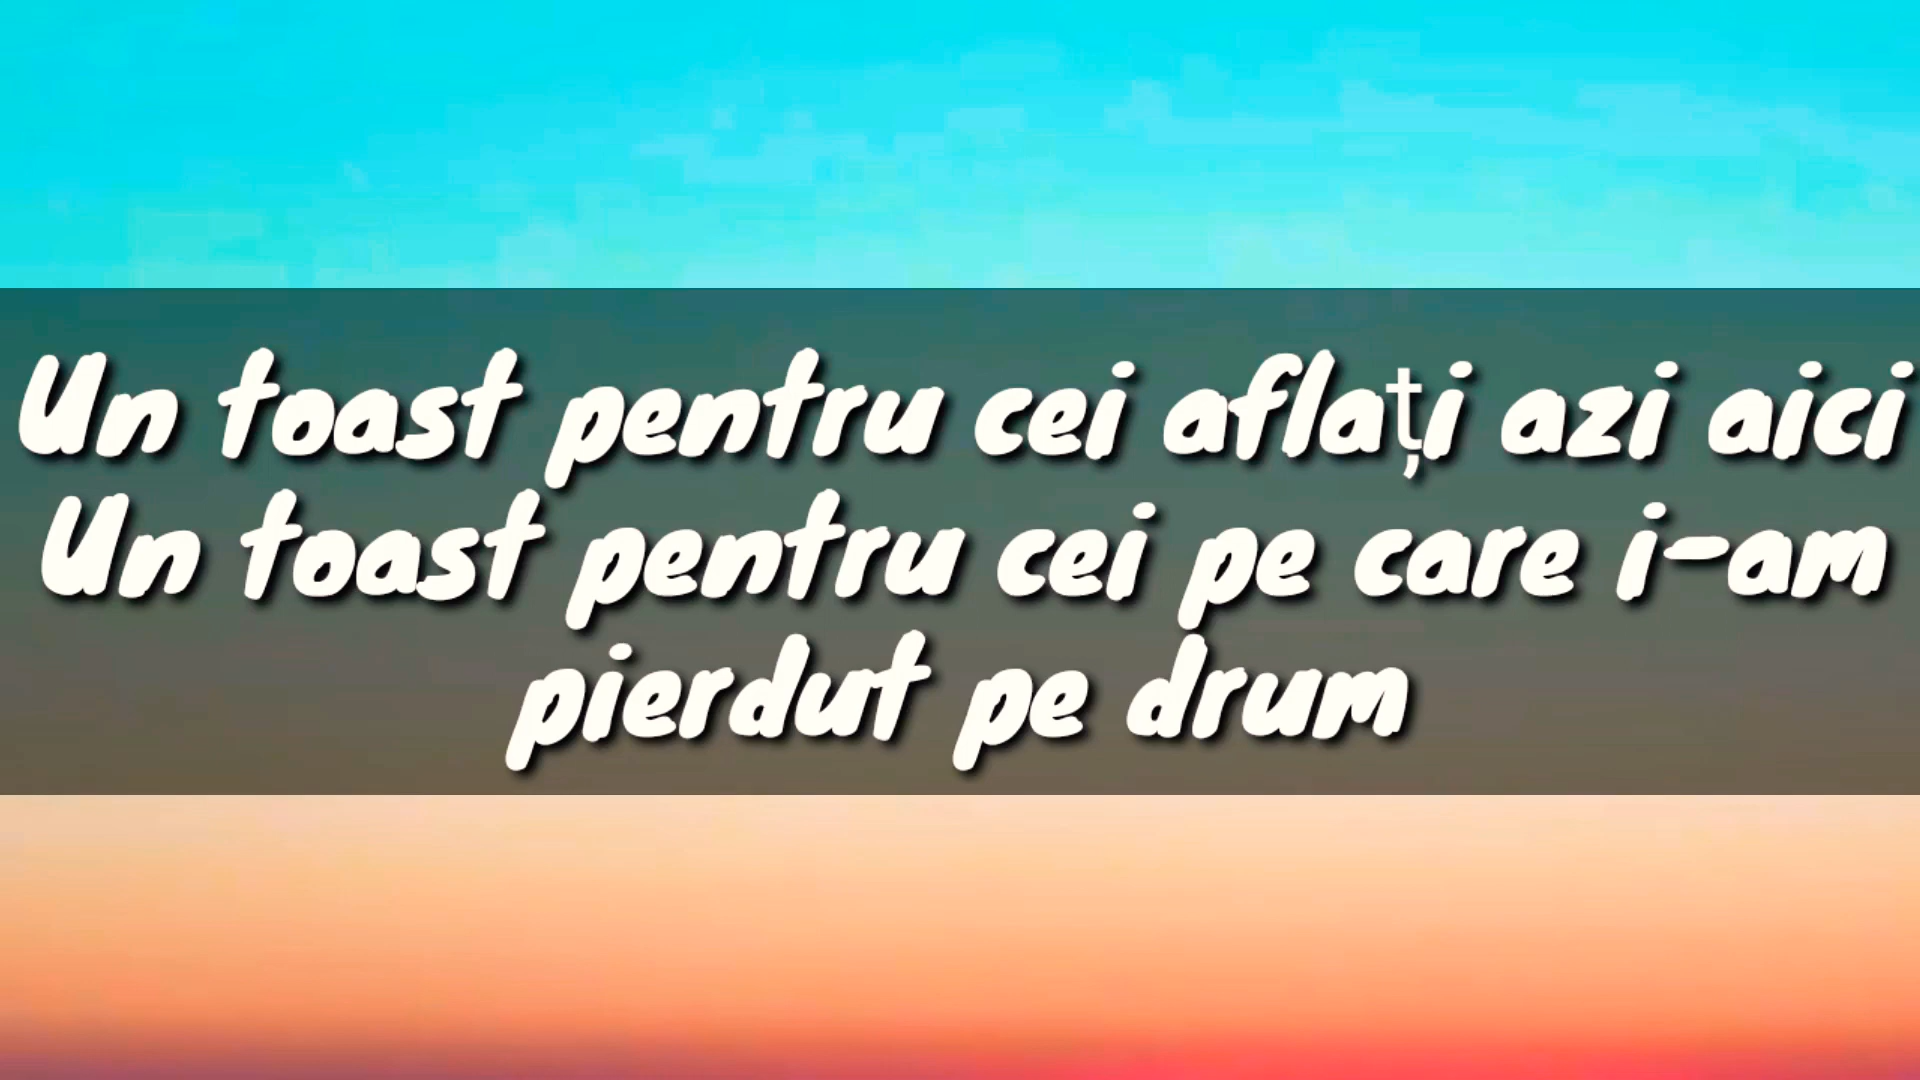 Un toast pentru cei aflați azi aici
Un toast pentru cei pe care i-am
pierdut pe drum